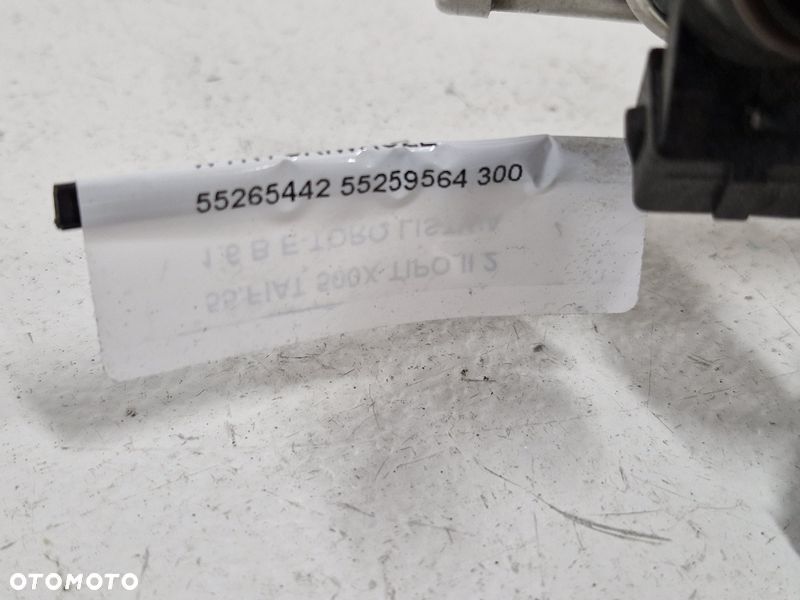 55265442 55259564 300
1.6 B E-TORQ LISTWA
55.FIAT 500X TIPO II 2
OTOMOTO